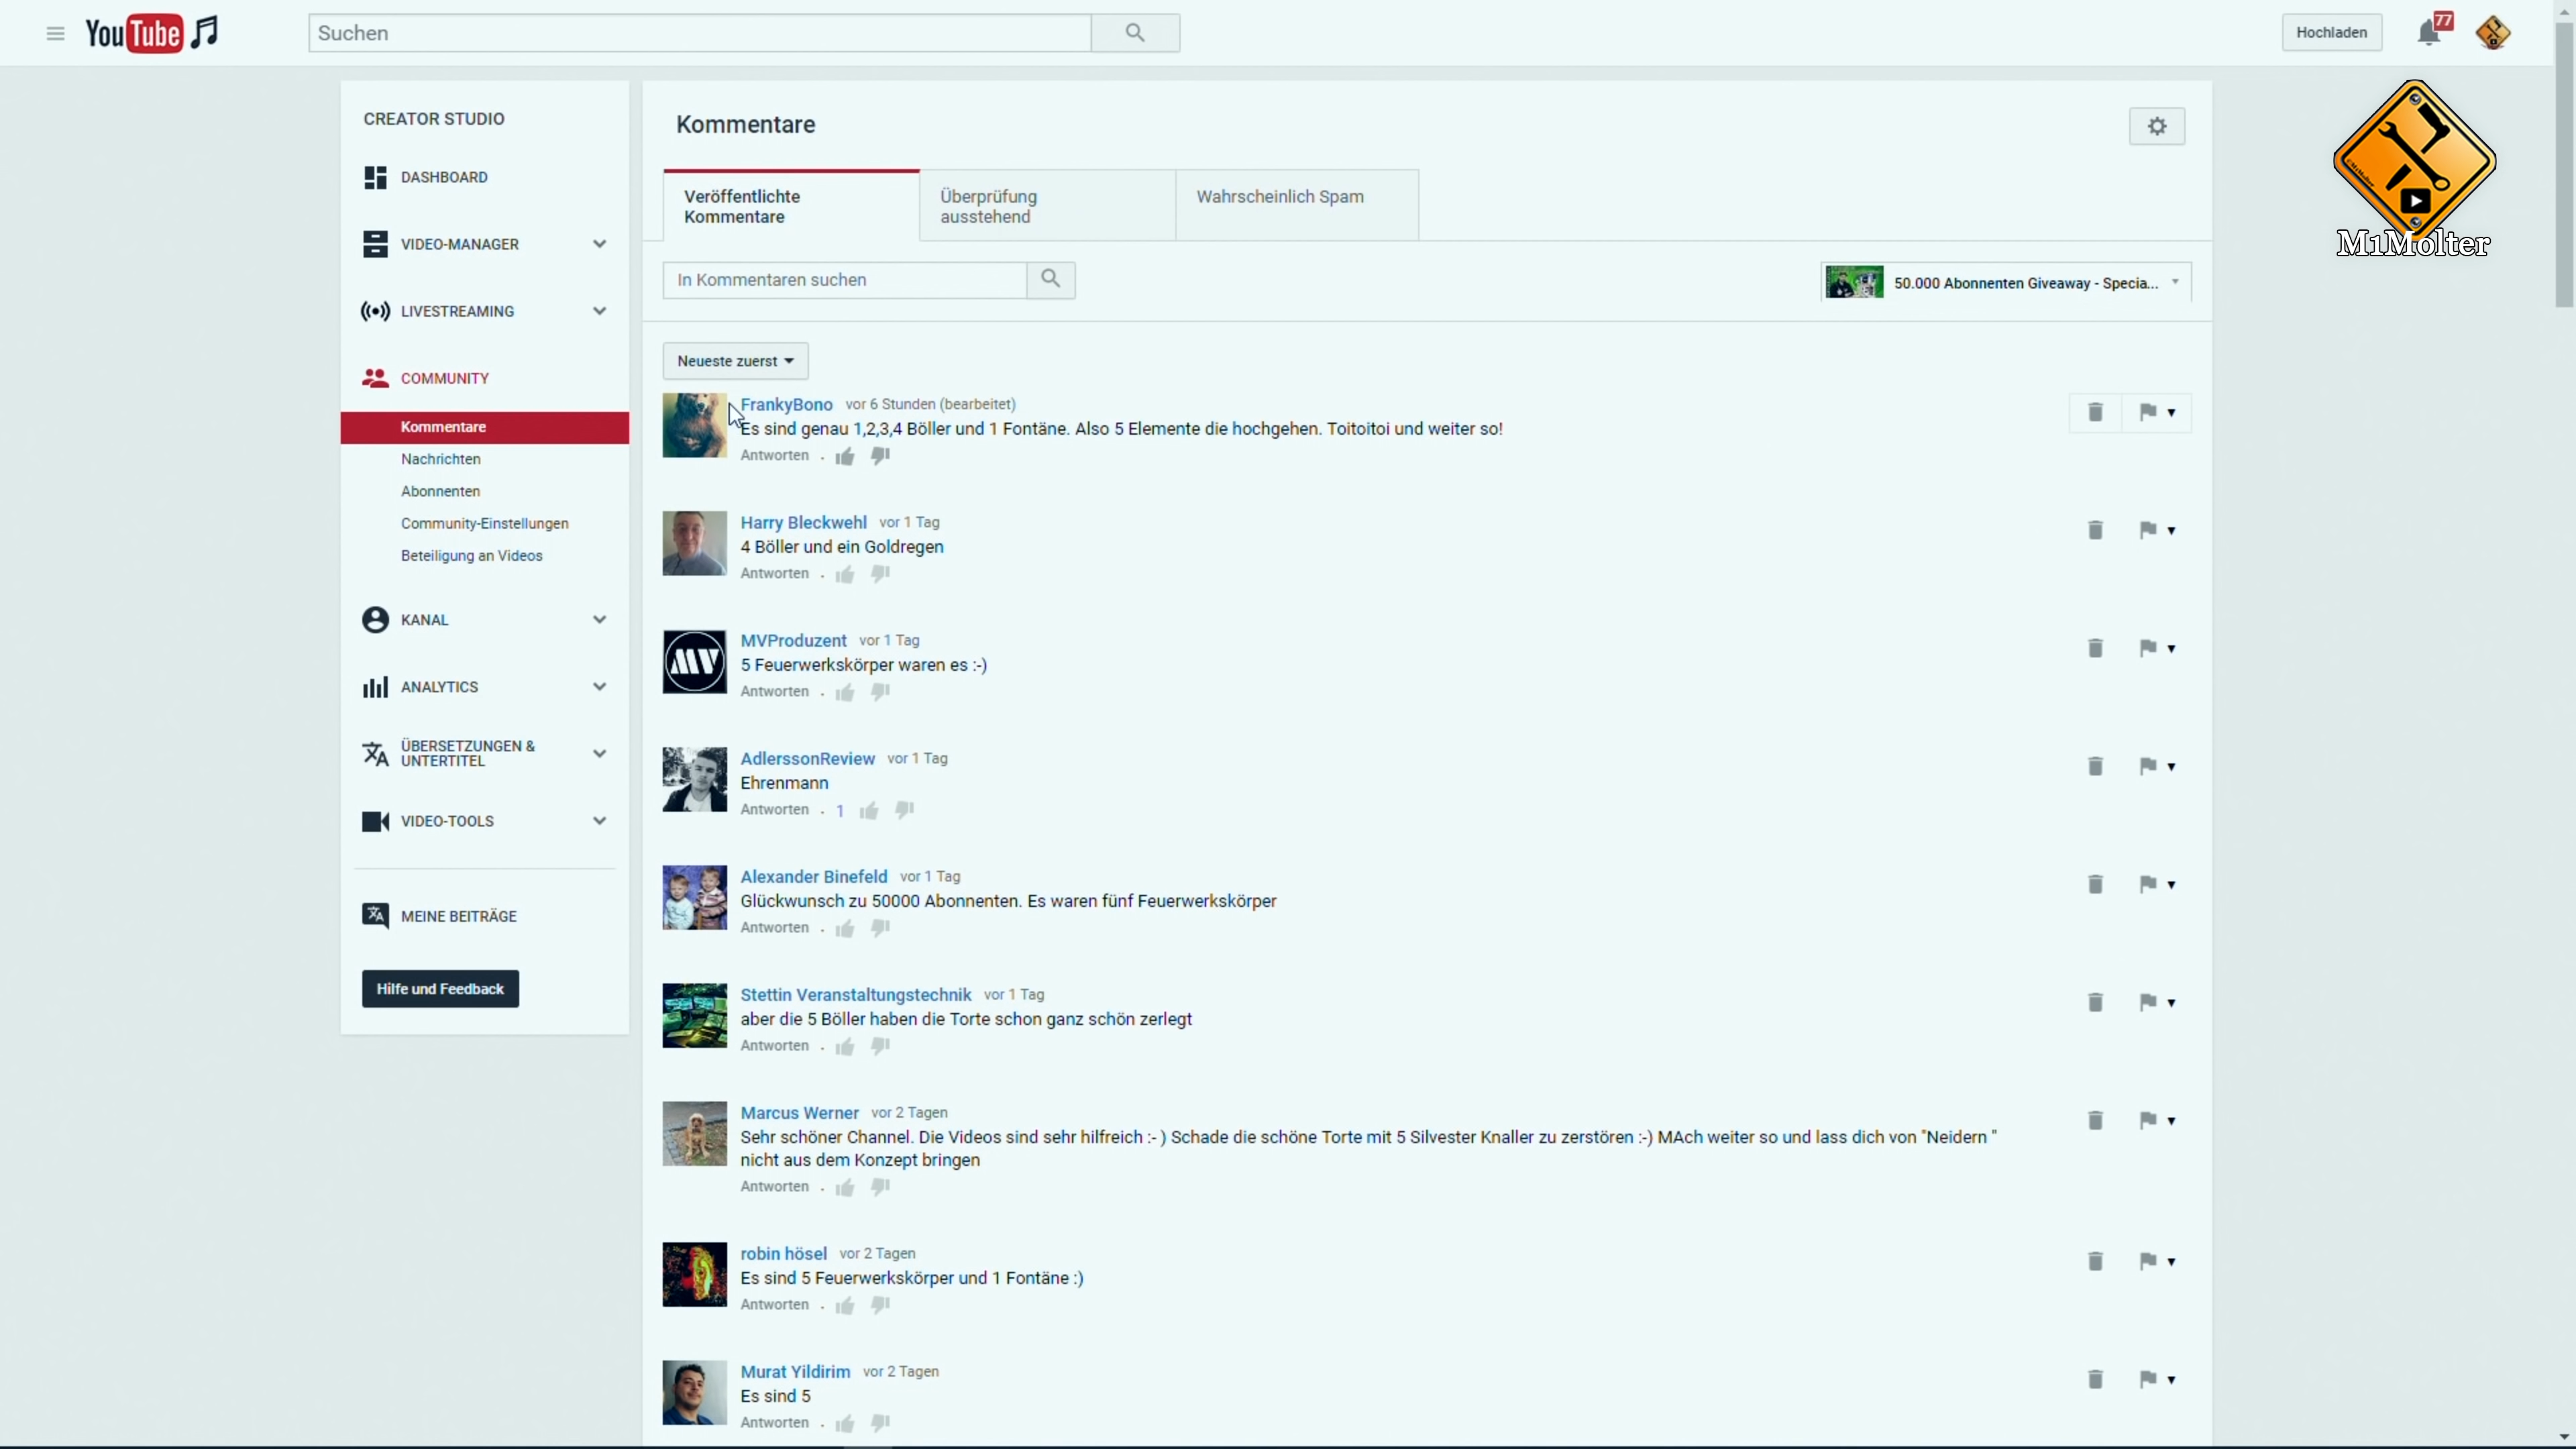 YouTube
Suchen
Hochladen
77
M1Molter
CREATOR STUDIO
DASHBOARD
VIDEO-MANAGER
LIVESTREAMING
COMMUNITY
Kommentare
Nachrichten
Abonnenten
Community-Einstellungen
Beteiligung an Videos
KANAL
ANALYTICS
ÜBERSETZUNGEN &
UNTERTITEL
VIDEO-TOOLS
MEINE BEITRÄGE
Hilfe und Feedback
Kommentare
Veröffentlichte
Kommentare
Überprüfung
ausstehend
Wahrscheinlich Spam
In Kommentaren suchen
50.000 Abonnenten Giveaway - Specia...
Neueste zuerst
FrankyBono vor 6 Stunden (bearbeitet)
Es sind genau 1,2,3,4 Böller und 1 Fontäne. Also 5 Elemente die hochgehen. Toitoitoi und weiter so!
Antworten .
Harry Bleckwehl vor 1 Tag
4 Böller und ein Goldregen
Antworten .
MV
MVProduzent vor 1 Tag
5 Feuerwerkskörper waren es :-)
Antworten .
AdlerssonReview vor 1 Tag
Ehrenmann
Antworten . 1
Alexander Binefeld vor 1 Tag
Glückwunsch zu 50000 Abonnenten. Es waren fünf Feuerwerkskörper
Antworten .
Stettin Veranstaltungstechnik vor 1 Tag
aber die 5 Böller haben die Torte schon ganz schön zerlegt
Antworten .
Marcus Werner vor 2 Tagen
Sehr schöner Channel. Die Videos sind sehr hilfreich :- ) Schade die schöne Torte mit 5 Silvester Knaller zu zerstören :-) MAch weiter so und lass dich von "Neidern "
nicht aus dem Konzept bringen
Antworten .
robin hösel vor 2 Tagen
Es sind 5 Feuerwerkskörper und 1 Fontäne :)
Antworten .
Murat Yildirim vor 2 Tagen
Es sind 5
Antworten .